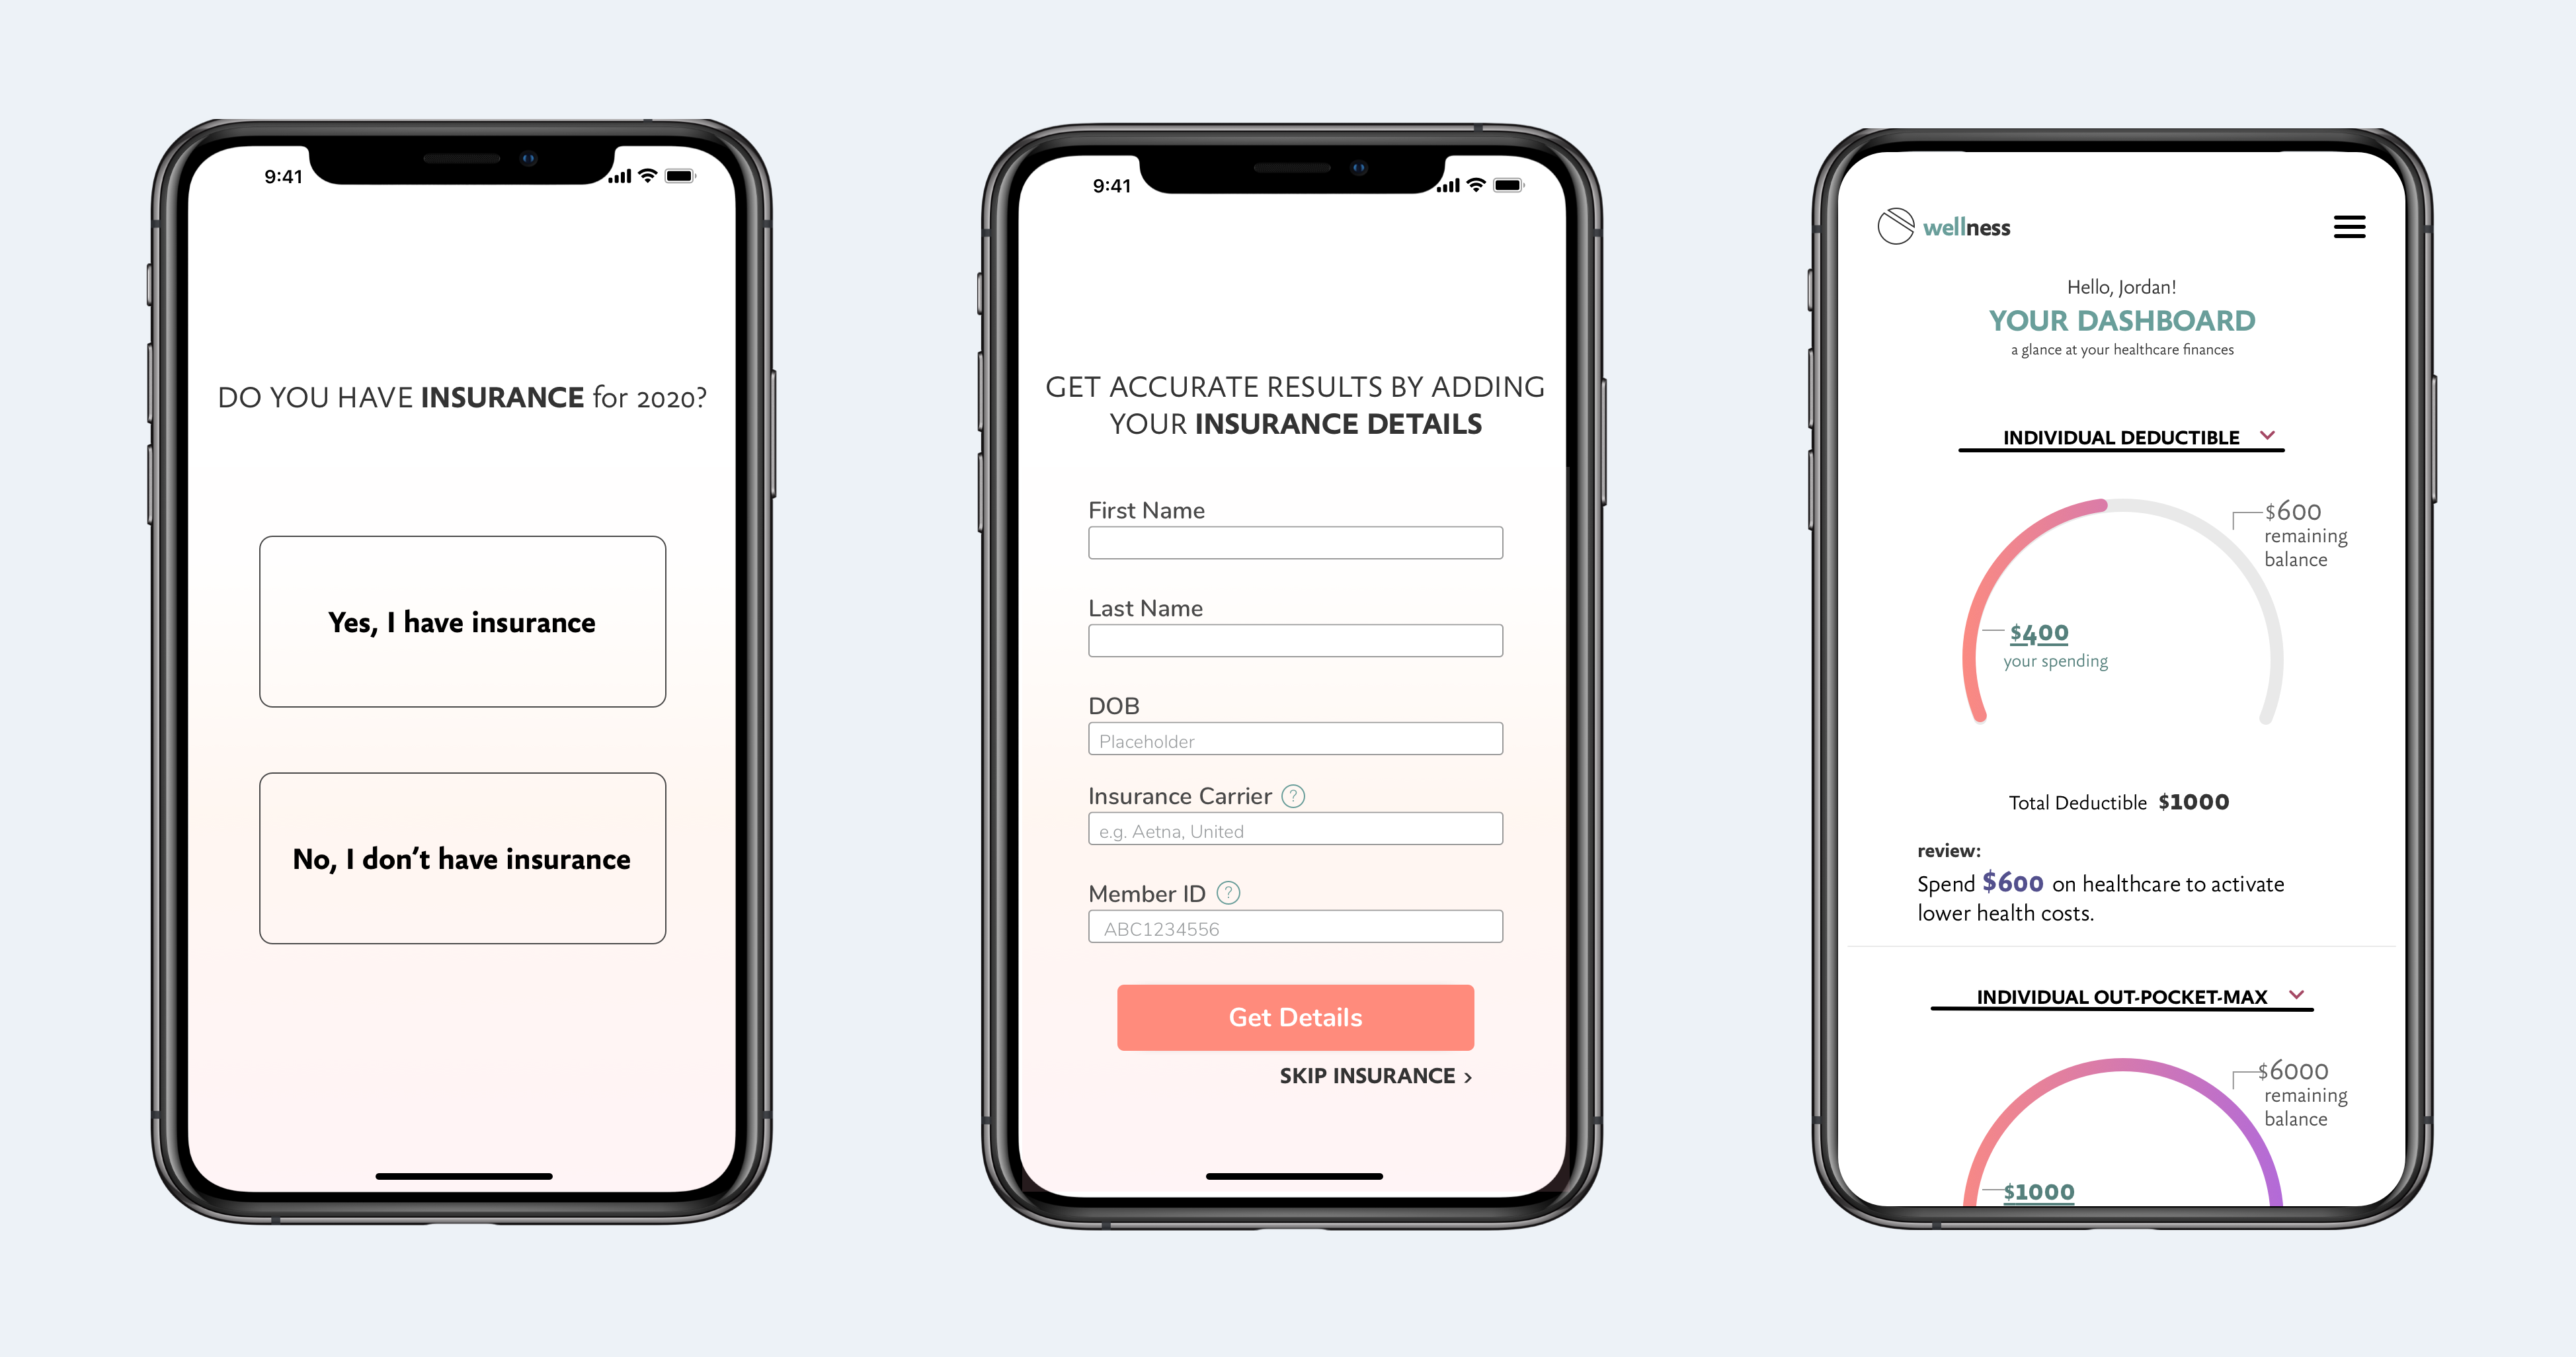 9:41
DO YOU HAVE INSURANCE for 2020?
Yes, I have insurance
No, I don't have insurance
9:41
GET ACCURATE RESULTS BY ADDING
YOUR INSURANCE DETAILS
First Name
Last Name
DOB
Placeholder
Insurance Carrier ?
e.g. Aetna, United
Member ID ?
ABC1234556
Get Details
SKIP INSURANCE ›
wellness
Hello, Jordan!
YOUR DASHBOARD
a glance at your healthcare finances
INDIVIDUAL DEDUCTIBLE
$600
remaining
balance
$400
your spending
Total Deductible $1000
review:
Spend $600 on healthcare to activate
lower health costs.
INDIVIDUAL OUT-POCKET-MAX
$6000
remaining
balance
$1000